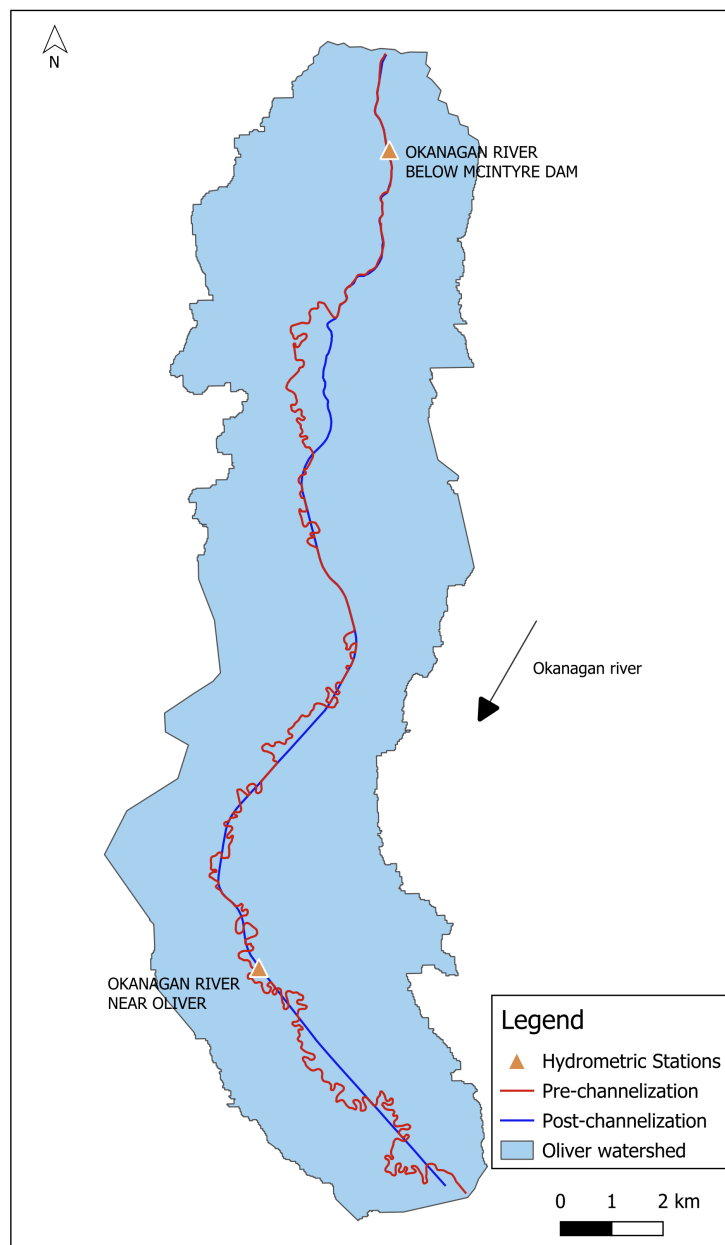 N
OKANAGAN RIVER
BELOW MCINTYRE DAM
Okanagan river
OKANAGAN RIVER
NEAR OLIVER
Legend
Hydrometric Stations
Pre-channelization
Post-channelization
Oliver watershed
0 1 2 km